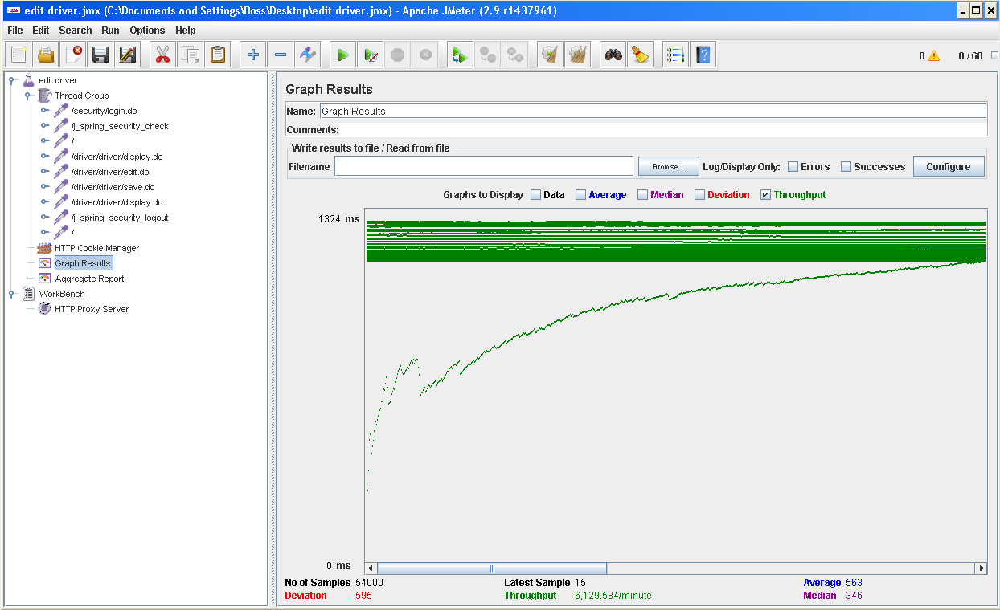 edit driver.jmx (C:\Documents and Settings\Boss\Desktop\edit driver.jmx) - Apache JMeter (2.9 r1437961)
File Edit Search Run Options Help
0 0 / 60
edit driver
Thread Group
/security/login.do
/j_spring_security_check
/
/driver/driver/display.do
/driver/driver/edit.do
/driver/driver/save.do
/driver/driver/display.do
/j_spring_security_logout
/
HTTP Cookie Manager
Graph Results
Aggregate Report
WorkBench
HTTP Proxy Server
Graph Results
Name: Graph Results
Comments:
Write results to file / Read from file
Filename Browse... Log/Display Only: Errors Successes Configure
Graphs to Display Data Average Median Deviation Throughput
1324 ms
0 ms
No of Samples 54000 Latest Sample 15 Average 563
Deviation 595 Throughput 6,129.584/minute Median 346